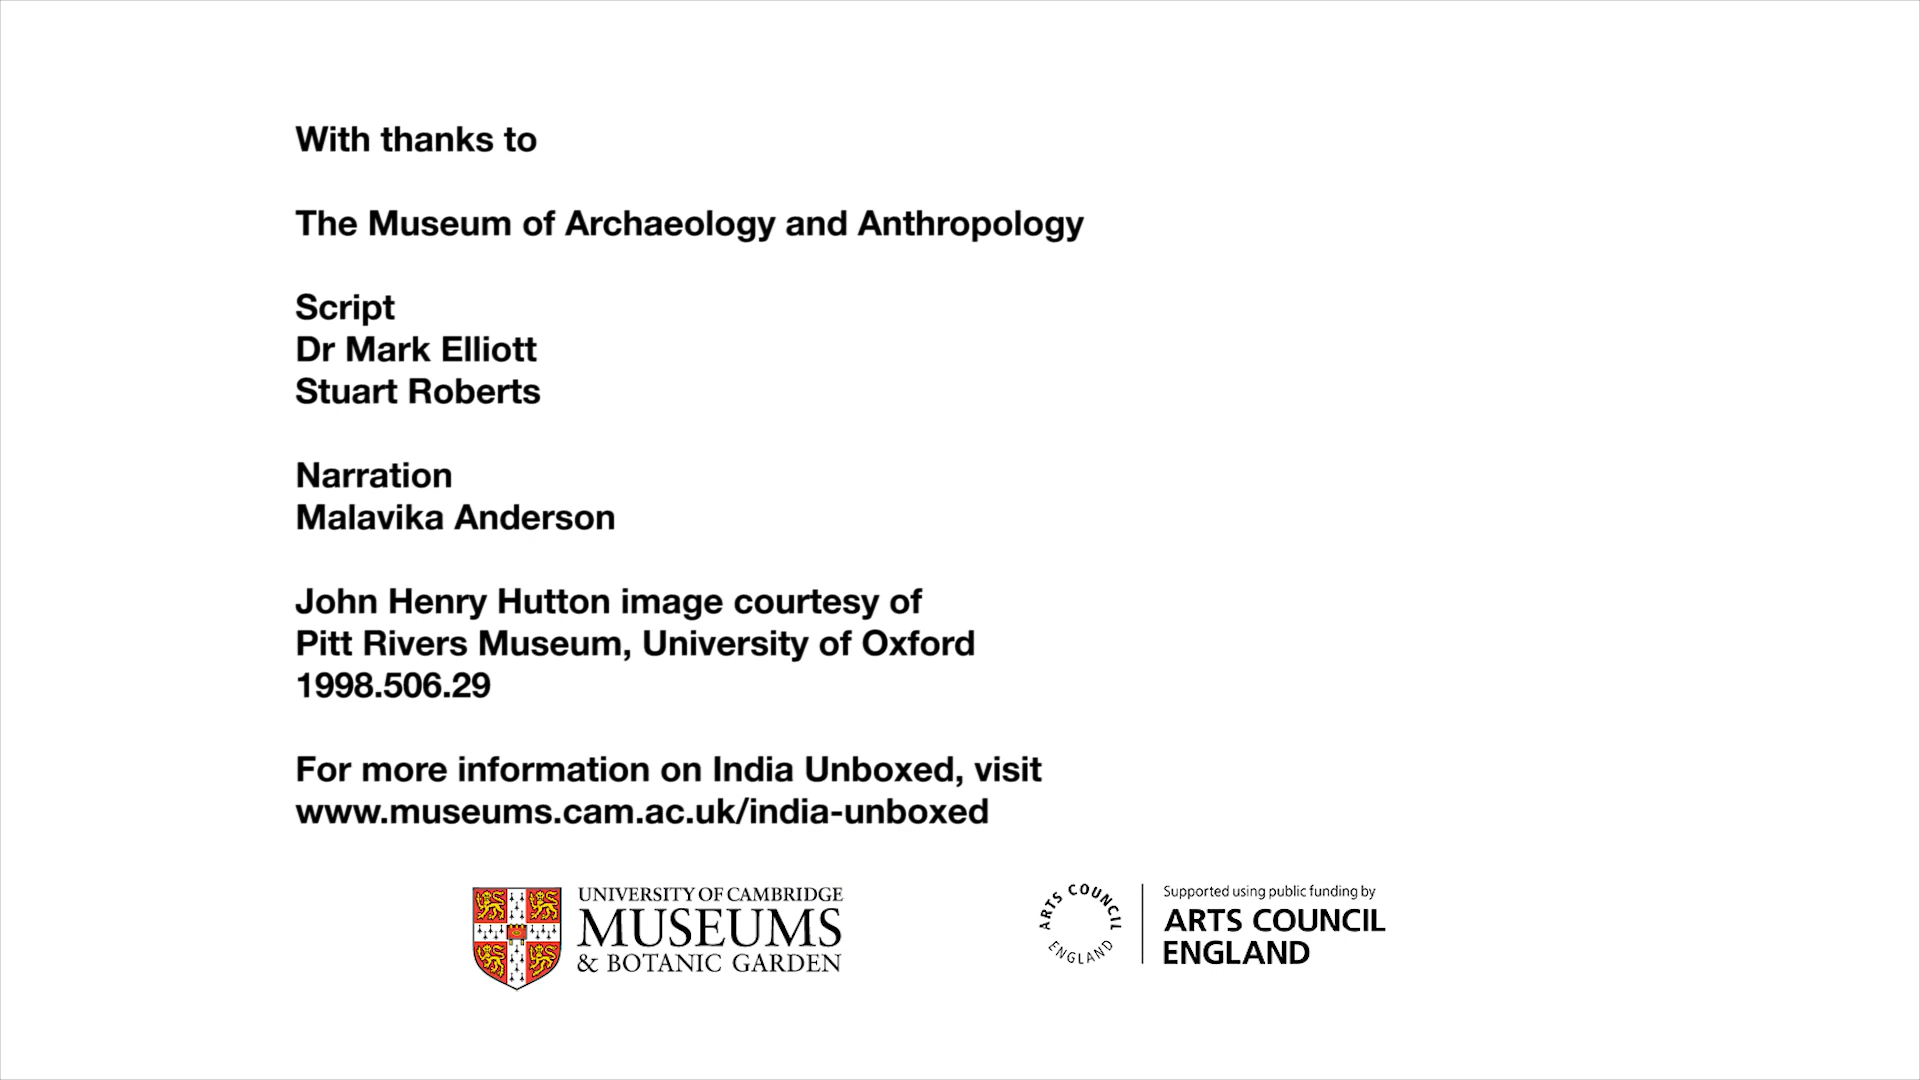 With thanks to
The Museum of Archaeology and Anthropology
Script
Dr Mark Elliott
Stuart Roberts
Narration
Malavika Anderson
John Henry Hutton image courtesy of
Pitt Rivers Museum, University of Oxford
1998.506.29
For more information on India Unboxed, visit
www.museums.cam.ac.uk/india-unboxed
UNIVERSITY OF CAMBRIDGE
MUSEUMS
& BOTANIC GARDEN
ARTS COUNCIL
ENGLAND
Supported using public funding by
ARTS COUNCIL
ENGLAND